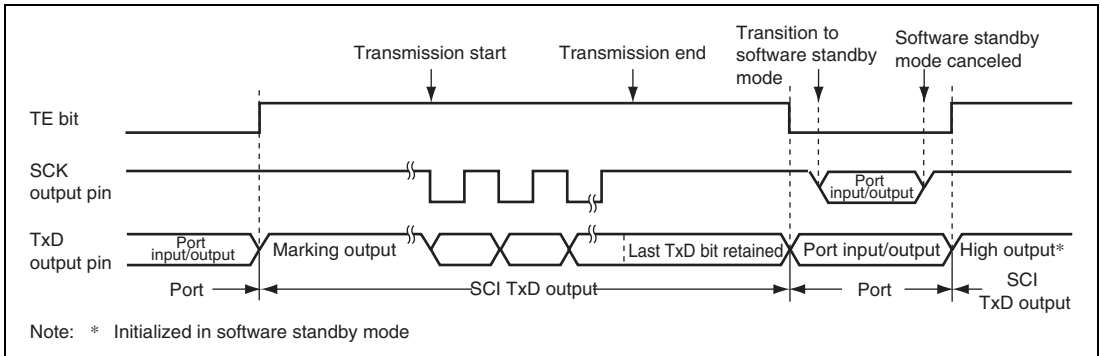 Transmission start
Transmission end
Transition to
software standby
mode
Software standby
mode canceled
TE bit
SCK
output pin
Port
input/output
TxD
output pin
Port
input/output
Marking output
Last TxD bit retained
Port input/output
High output*
Port
SCI TxD output
Port
SCI
TxD output
Note: * Initialized in software standby mode